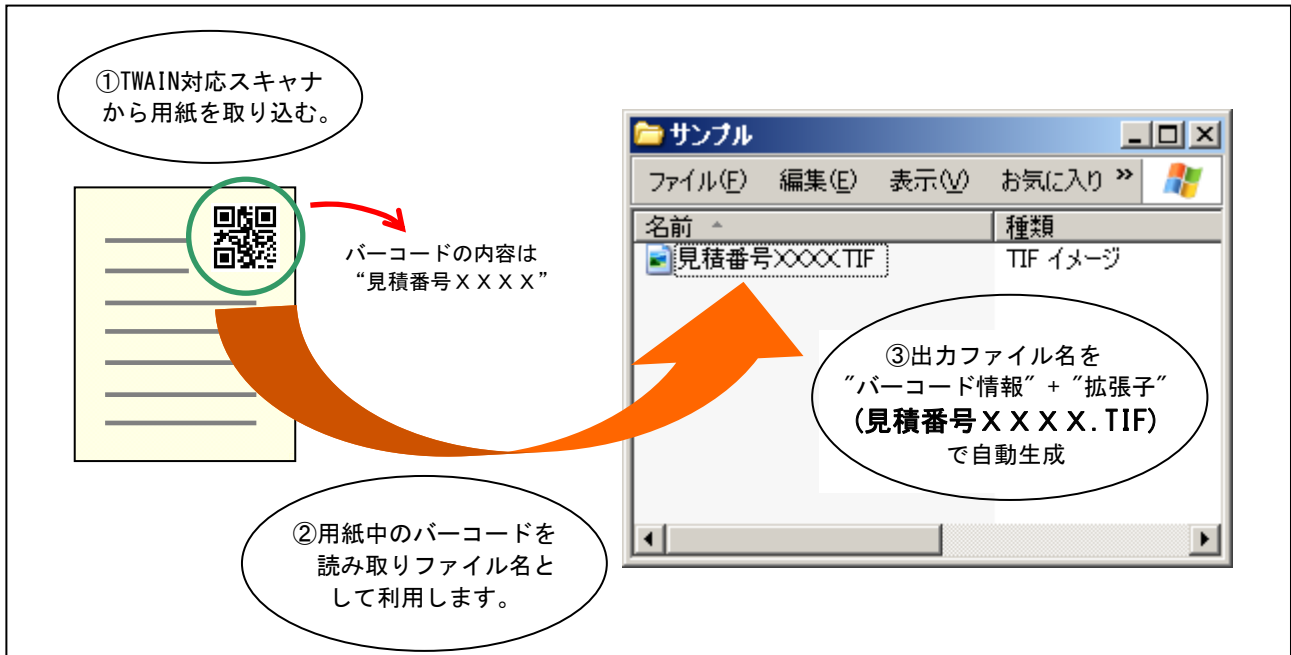 ①TWAIN対応スキャナ
から用紙を取り込む。
バーコードの内容は
“見積番号ＸＸＸＸ”
②用紙中のバーコードを
読み取りファイル名と
して利用します。
サンプル
ファイル(F) 編集(E) 表示(V) お気に入り »
名前 種類
見積番号XXXX.TIF TIF イメージ
③出力ファイル名を
"バーコード情報" + "拡張子"
(見積番号ＸＸＸＸ.TIF)
で自動生成